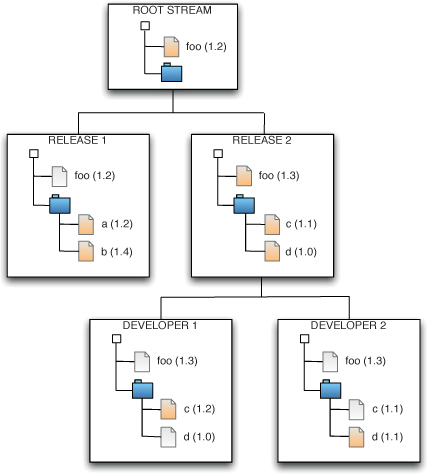 ROOT STREAM
foo (1.2)
RELEASE 1
foo (1.2)
a (1.2)
b (1.4)
RELEASE 2
foo (1.3)
c (1.1)
d (1.0)
DEVELOPER 1
foo (1.3)
c (1.2)
d (1.0)
DEVELOPER 2
foo (1.3)
c (1.1)
d (1.1)